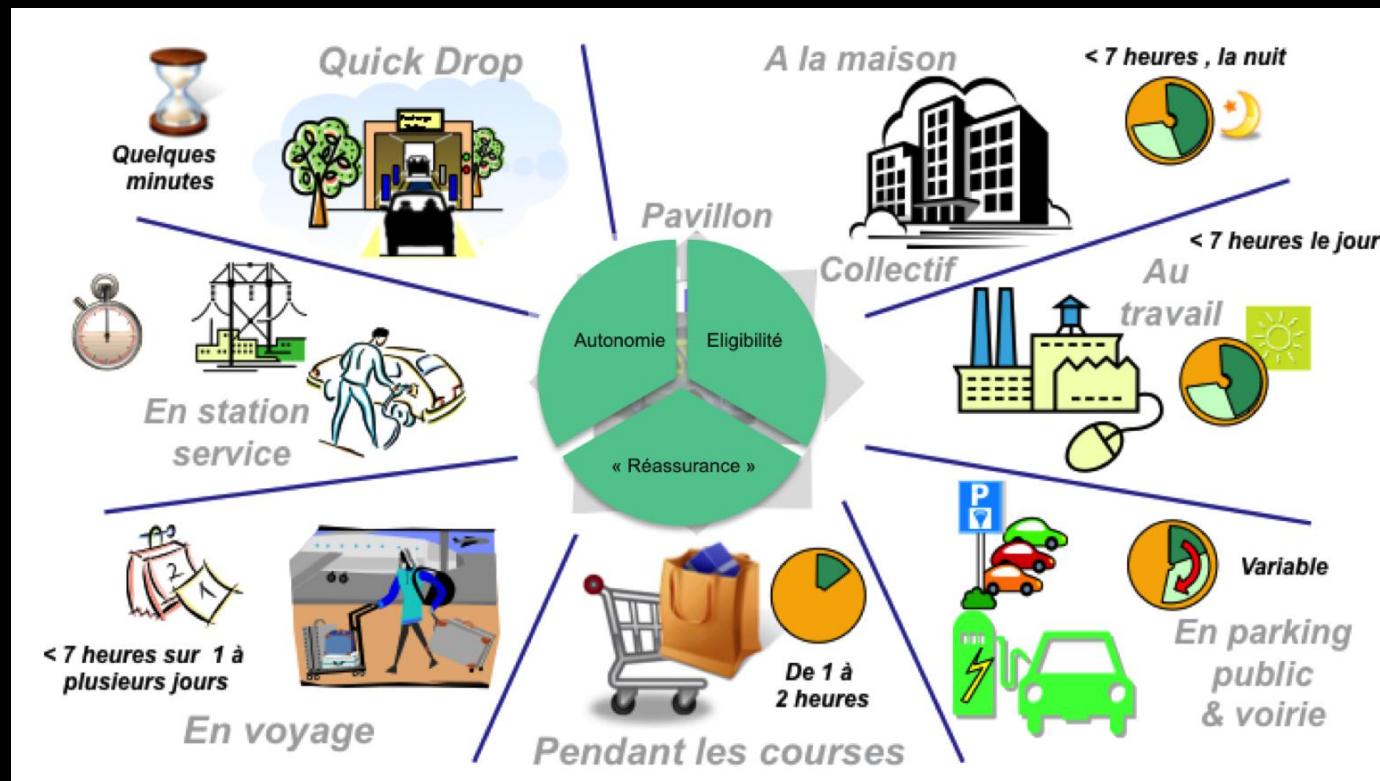 Quick Drop
Quelques
minutes
A la maison
< 7 heures , la nuit
Pavillon
Collectif
< 7 heures le jour
Au
travail
En station
service
Autonomie
Eligibilité
« Réassurance »
P
Variable
En parking
public
& voirie
2
1
< 7 heures sur 1 à
plusieurs jours
En voyage
De 1 à
2 heures
Pendant les courses